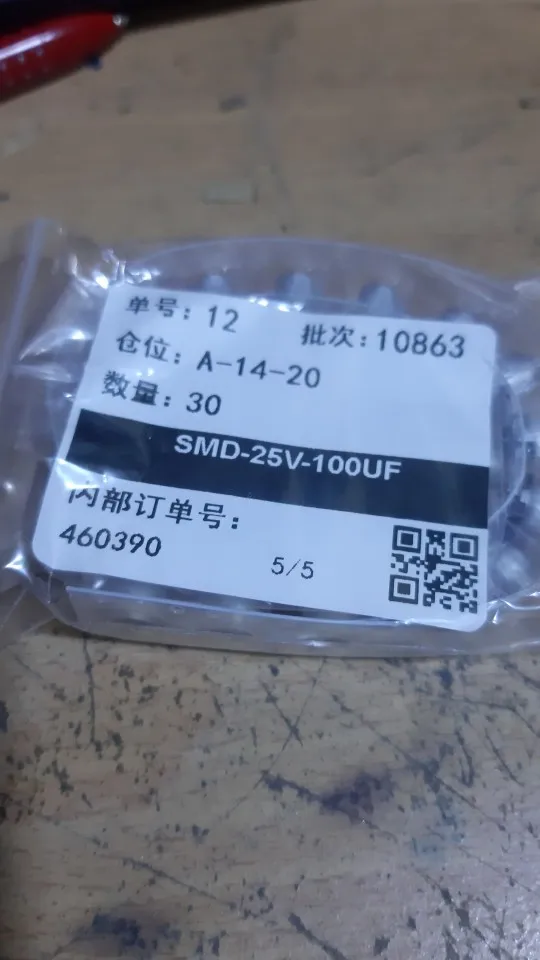 单号：12 批次：10863
仓位：A-14-20
数量：30
SMD-25V-100UF
内部订单号：
460390 5/5